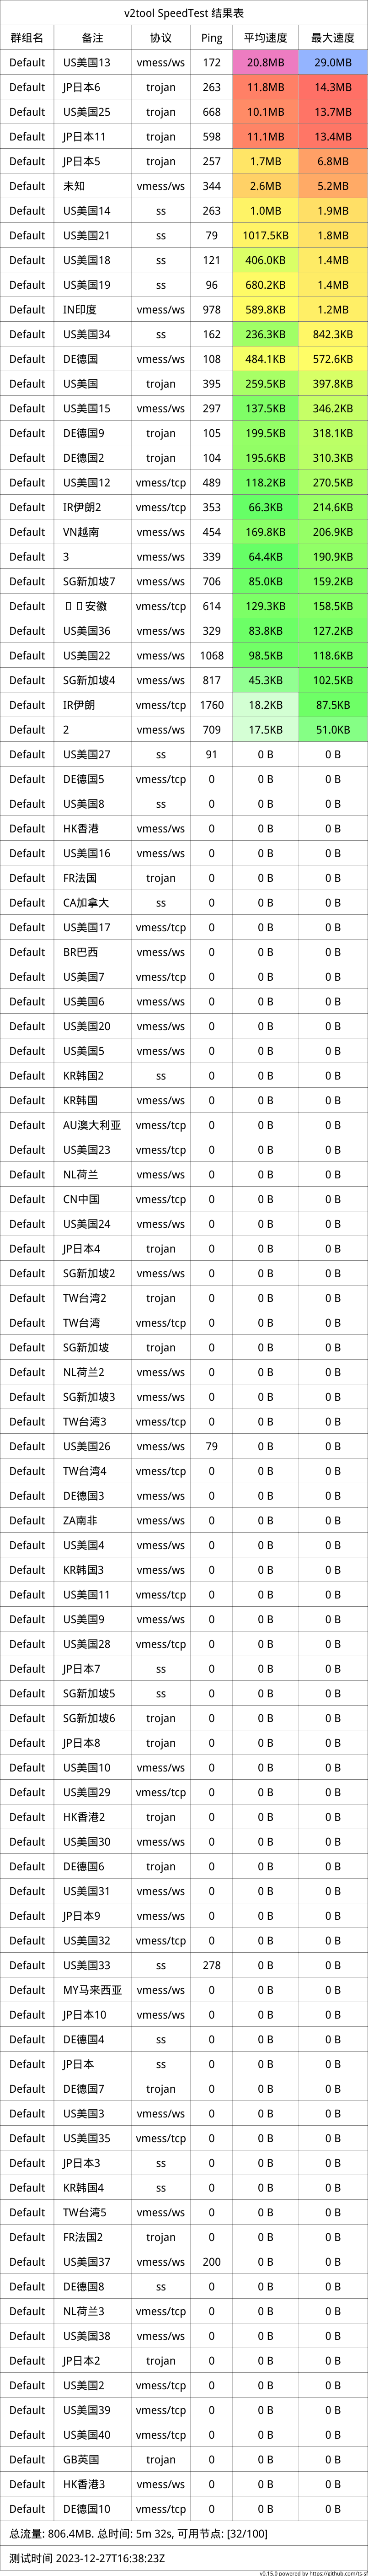 v2tool SpeedTest 结果表
群组名 备注 协议 Ping 平均速度 最大速度
Default US美国13 vmess/ws 172 20.8MB 29.0MB
Default JP日本6 trojan 263 11.8MB 14.3MB
Default US美国25 trojan 668 10.1MB 13.7MB
Default JP日本11 trojan 598 11.1MB 13.4MB
Default JP日本5 trojan 257 1.7MB 6.8MB
Default 未知 vmess/ws 344 2.6MB 5.2MB
Default US美国14 ss 263 1.0MB 1.9MB
Default US美国21 ss 79 1017.5KB 1.8MB
Default US美国18 ss 121 406.0KB 1.4MB
Default US美国19 ss 96 680.2KB 1.4MB
Default IN印度 vmess/ws 978 589.8KB 1.2MB
Default US美国34 ss 162 236.3KB 842.3KB
Default DE德国 vmess/ws 108 484.1KB 572.6KB
Default US美国 trojan 395 259.5KB 397.8KB
Default US美国15 vmess/ws 297 137.5KB 346.2KB
Default DE德国9 trojan 105 199.5KB 318.1KB
Default DE德国2 trojan 104 195.6KB 310.3KB
Default US美国12 vmess/tcp 489 118.2KB 270.5KB
Default IR伊朗2 vmess/tcp 353 66.3KB 214.6KB
Default VN越南 vmess/ws 454 169.8KB 206.9KB
Default 3 vmess/ws 339 64.4KB 190.9KB
Default SG新加坡7 vmess/ws 706 85.0KB 159.2KB
Default 安徽 vmess/tcp 614 129.3KB 158.5KB
Default US美国36 vmess/ws 329 83.8KB 127.2KB
Default US美国22 vmess/ws 1068 98.5KB 118.6KB
Default SG新加坡4 vmess/ws 817 45.3KB 102.5KB
Default IR伊朗 vmess/tcp 1760 18.2KB 87.5KB
Default 2 vmess/ws 709 17.5KB 51.0KB
Default US美国27 ss 91 0 B 0 B
Default DE德国5 vmess/tcp 0 0 B 0 B
Default US美国8 ss 0 0 B 0 B
Default HK香港 vmess/ws 0 0 B 0 B
Default US美国16 vmess/ws 0 0 B 0 B
Default FR法国 trojan 0 0 B 0 B
Default CA加拿大 ss 0 0 B 0 B
Default US美国17 vmess/tcp 0 0 B 0 B
Default BR巴西 vmess/ws 0 0 B 0 B
Default US美国7 vmess/tcp 0 0 B 0 B
Default US美国6 vmess/ws 0 0 B 0 B
Default US美国20 vmess/ws 0 0 B 0 B
Default US美国5 vmess/ws 0 0 B 0 B
Default KR韩国2 ss 0 0 B 0 B
Default KR韩国 vmess/ws 0 0 B 0 B
Default AU澳大利亚 vmess/tcp 0 0 B 0 B
Default US美国23 vmess/tcp 0 0 B 0 B
Default NL荷兰 vmess/ws 0 0 B 0 B
Default CN中国 vmess/tcp 0 0 B 0 B
Default US美国24 vmess/ws 0 0 B 0 B
Default JP日本4 trojan 0 0 B 0 B
Default SG新加坡2 vmess/ws 0 0 B 0 B
Default TW台湾2 trojan 0 0 B 0 B
Default TW台湾 vmess/tcp 0 0 B 0 B
Default SG新加坡 trojan 0 0 B 0 B
Default NL荷兰2 vmess/ws 0 0 B 0 B
Default SG新加坡3 vmess/ws 0 0 B 0 B
Default TW台湾3 vmess/tcp 0 0 B 0 B
Default US美国26 vmess/ws 79 0 B 0 B
Default TW台湾4 vmess/tcp 0 0 B 0 B
Default DE德国3 vmess/ws 0 0 B 0 B
Default ZA南非 vmess/ws 0 0 B 0 B
Default US美国4 vmess/ws 0 0 B 0 B
Default KR韩国3 vmess/ws 0 0 B 0 B
Default US美国11 vmess/tcp 0 0 B 0 B
Default US美国9 vmess/ws 0 0 B 0 B
Default US美国28 vmess/tcp 0 0 B 0 B
Default JP日本7 ss 0 0 B 0 B
Default SG新加坡5 ss 0 0 B 0 B
Default SG新加坡6 trojan 0 0 B 0 B
Default JP日本8 trojan 0 0 B 0 B
Default US美国10 vmess/ws 0 0 B 0 B
Default US美国29 vmess/tcp 0 0 B 0 B
Default HK香港2 trojan 0 0 B 0 B
Default US美国30 vmess/ws 0 0 B 0 B
Default DE德国6 trojan 0 0 B 0 B
Default US美国31 vmess/ws 0 0 B 0 B
Default JP日本9 vmess/ws 0 0 B 0 B
Default US美国32 vmess/tcp 0 0 B 0 B
Default US美国33 ss 278 0 B 0 B
Default MY马来西亚 vmess/ws 0 0 B 0 B
Default JP日本10 vmess/ws 0 0 B 0 B
Default DE德国4 ss 0 0 B 0 B
Default JP日本 ss 0 0 B 0 B
Default DE德国7 trojan 0 0 B 0 B
Default US美国3 vmess/ws 0 0 B 0 B
Default US美国35 vmess/tcp 0 0 B 0 B
Default JP日本3 ss 0 0 B 0 B
Default KR韩国4 ss 0 0 B 0 B
Default TW台湾5 vmess/ws 0 0 B 0 B
Default FR法国2 trojan 0 0 B 0 B
Default US美国37 vmess/ws 200 0 B 0 B
Default DE德国8 ss 0 0 B 0 B
Default NL荷兰3 vmess/tcp 0 0 B 0 B
Default US美国38 vmess/ws 0 0 B 0 B
Default JP日本2 trojan 0 0 B 0 B
Default US美国2 vmess/tcp 0 0 B 0 B
Default US美国39 vmess/tcp 0 0 B 0 B
Default US美国40 vmess/tcp 0 0 B 0 B
Default GB英国 trojan 0 0 B 0 B
Default HK香港3 vmess/ws 0 0 B 0 B
Default DE德国10 vmess/tcp 0 0 B 0 B
总流量: 806.4MB. 总时间: 5m 32s, 可用节点: [32/100]
测试时间 2023-12-27T16:38:23Z
v0.15.0 powered by https://github.com/ts-sf